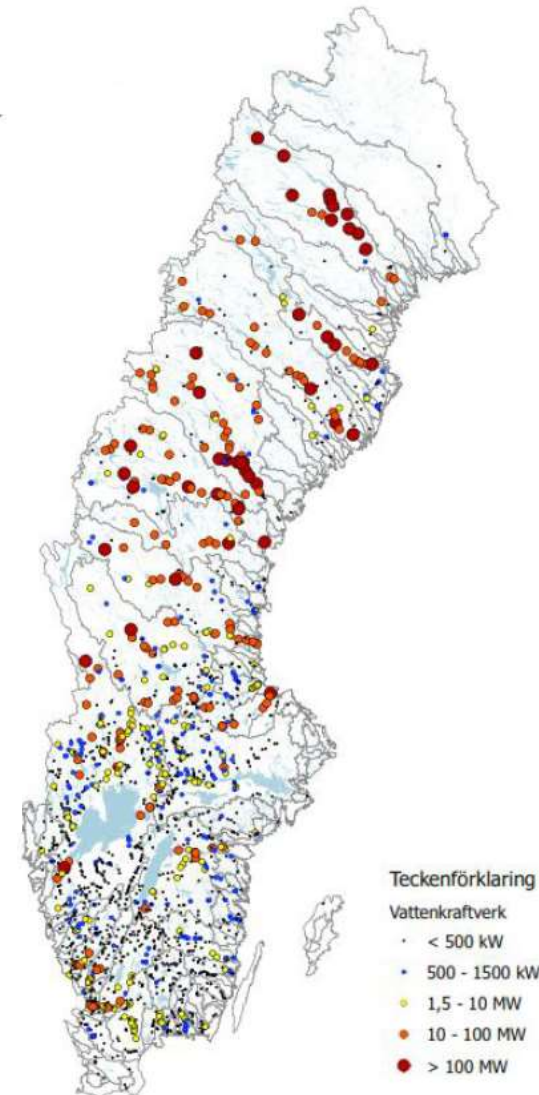 Teckenförklaring
Vattenkraftverk
< 500 kW
500 - 1500 kW
1,5 - 10 MW
10 - 100 MW
> 100 MW